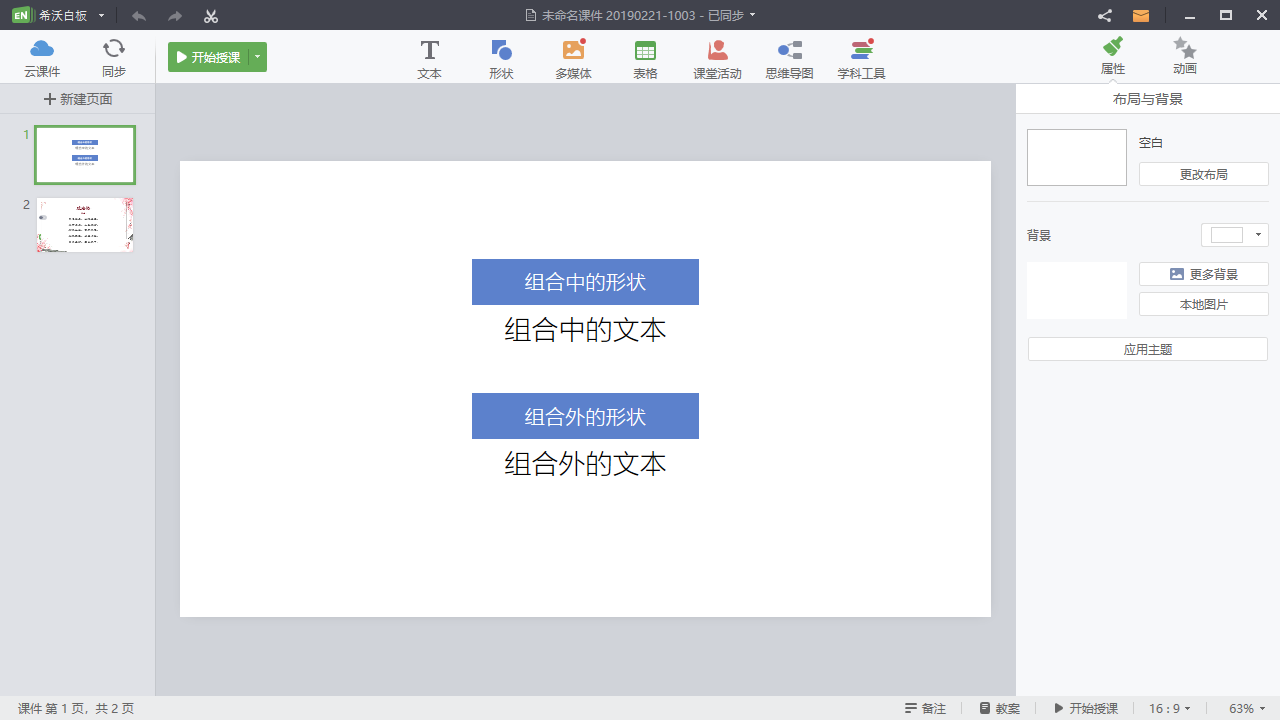 EN 希沃白板
未命名课件 20190221-1003 - 已同步
云课件 同步 开始授课 文本 形状 多媒体 表格 课堂活动 思维导图 学科工具 属性 动画
新建页面
布局与背景
1
2
空白
更改布局
背景
更多背景
本地图片
应用主题
组合中的形状
组合中的文本
组合外的形状
组合外的文本
课件 第 1 页，共 2 页
备注 教案 开始授课 16 : 9 63%